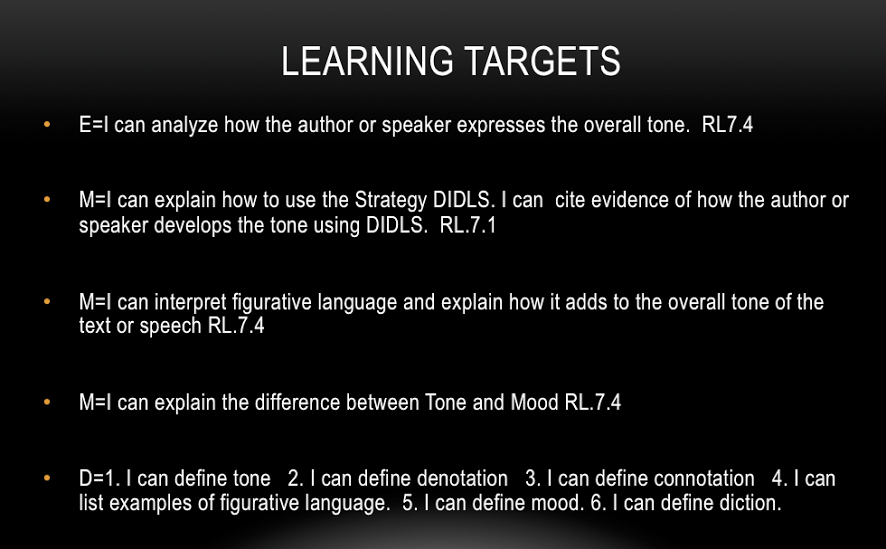 LEARNING TARGETS
• E=I can analyze how the author or speaker expresses the overall tone.  RL7.4
• M=I can explain how to use the Strategy DIDLS. I can  cite evidence of how the author or
speaker develops the tone using DIDLS.  RL.7.1
• M=I can interpret figurative language and explain how it adds to the overall tone of the
text or speech RL.7.4
• M=I can explain the difference between Tone and Mood RL.7.4
• D=1. I can define tone   2. I can define denotation   3. I can define connotation   4. I can
list examples of figurative language.  5. I can define mood. 6. I can define diction.